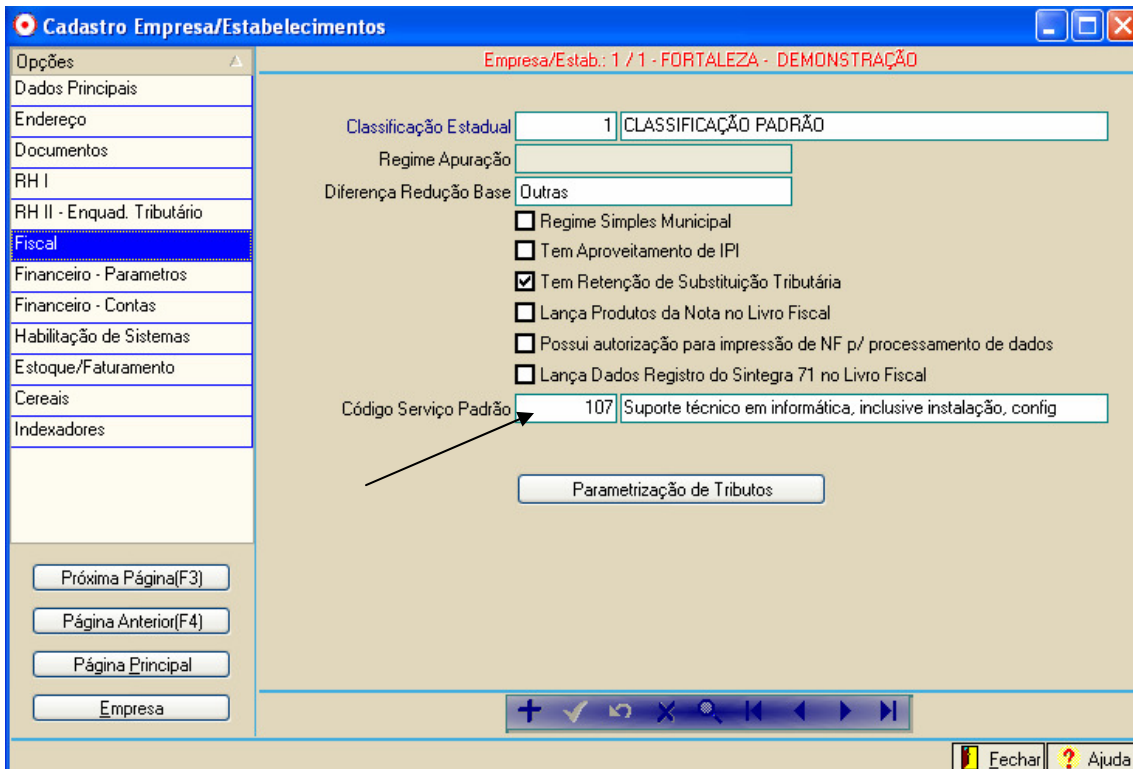 Cadastro Empresa/Estabelecimentos
Opções
Empresa/Estab.: 1 / 1 - FORTALEZA - DEMONSTRAÇÃO
Dados Principais
Endereço
Documentos
RH I
RH II - Enquad. Tributário
Fiscal
Financeiro - Parametros
Financeiro - Contas
Habilitação de Sistemas
Estoque/Faturamento
Cereais
Indexadores
Classificação Estadual 1 CLASSIFICAÇÃO PADRÃO
Regime Apuração
Diferença Redução Base Outras
Regime Simples Municipal
Tem Aproveitamento de IPI
Tem Retenção de Substituição Tributária
Lança Produtos da Nota no Livro Fiscal
Possui autorização para impressão de NF p/ processamento de dados
Lança Dados Registro do Sintegra 71 no Livro Fiscal
Código Serviço Padrão 107 Suporte técnico em informática, inclusive instalação, config
Parametrização de Tributos
Próxima Página(F3)
Página Anterior(F4)
Página Principal
Empresa
Fechar
? Ajuda